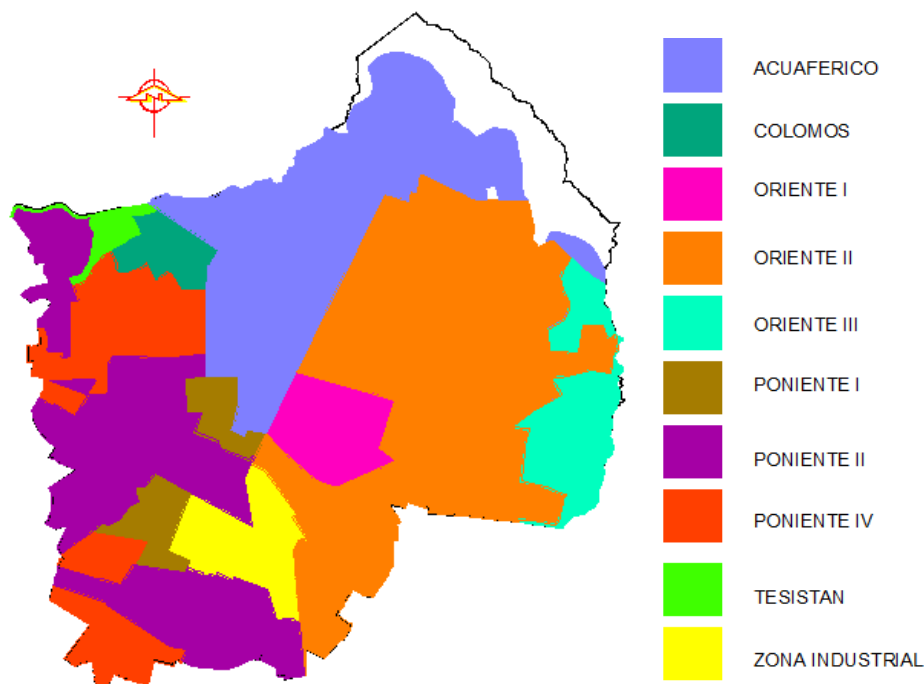 ACUAFERICO
COLOMOS
ORIENTE I
ORIENTE II
ORIENTE III
PONIENTE I
PONIENTE II
PONIENTE IV
TESISTAN
ZONA INDUSTRIAL